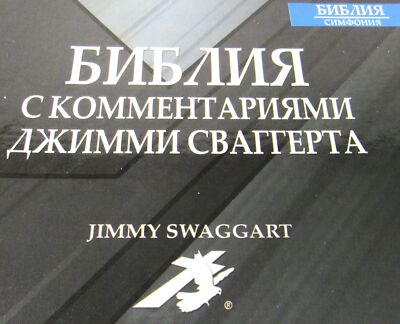 БИБЛИЯ
СИМФОНИЯ
БИБЛИЯ
С КОММЕНТАРИЯМИ
ДЖИММИ СВАГГЕРТА
JIMMY SWAGGART
®